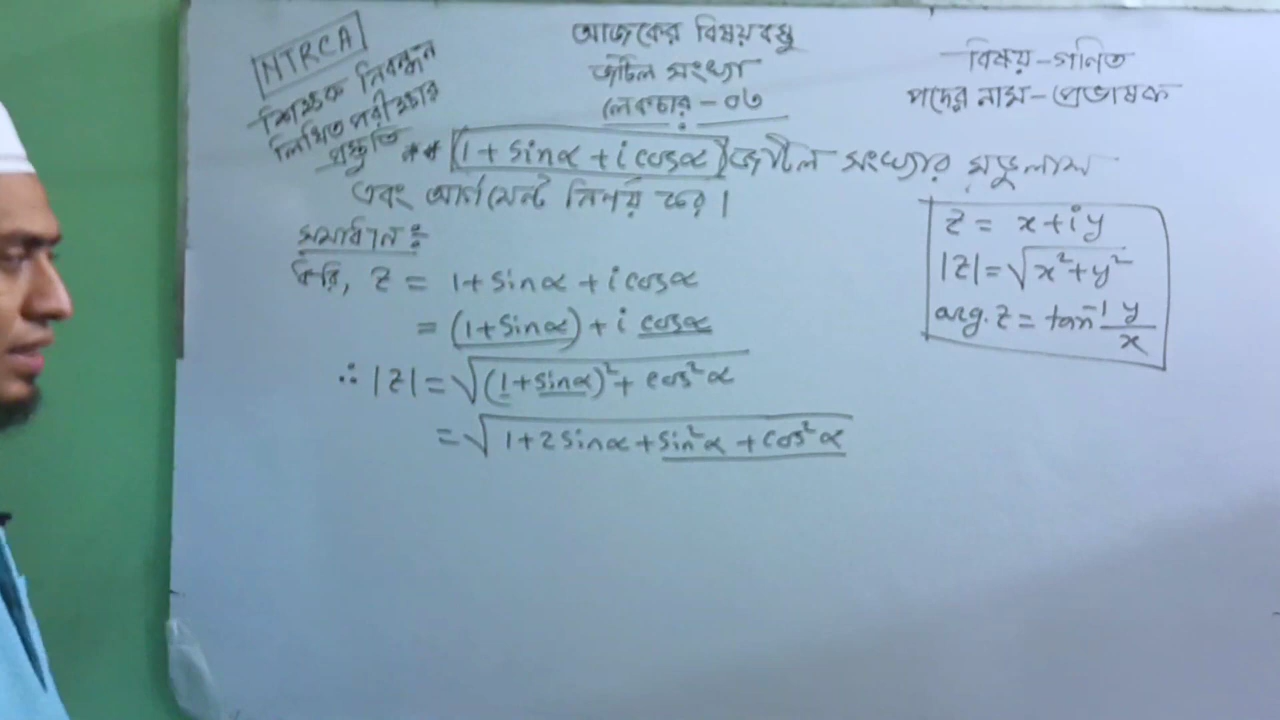 NTRCA
শিক্ষক নিবন্ধন
লিখিত পরীক্ষার
প্রস্তুতি
আজকের বিষয়বস্তু
জটিল সংখ্যা
লেকচার - ০৩
বিষয় - গণিত
পদের নাম - প্রভাষক
** 1 + sinα + i cosα জটিল সংখ্যার মডুলাস
এবং আর্গুমেন্ট নির্ণয় কর।
সমাধান :
ধরি, z = 1 + sinα + i cosα
= (1 + sinα) + i cosα
∴ |z| = √(1 + sinα)² + cos²α
= √1 + 2 sinα + sin²α + cos²α
z = x + i y
|z| = √x² + y²
arg. z = tan⁻¹ y/x